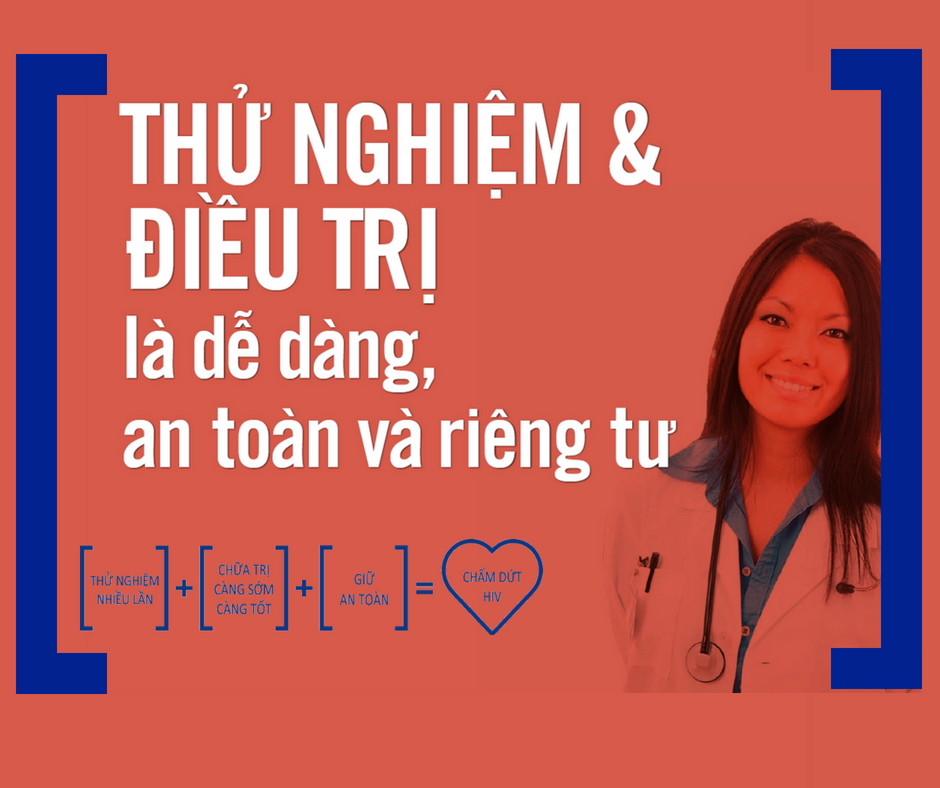 THỬ NGHIỆM &
ĐIỀU TRỊ
là dễ dàng,
an toàn và riêng tư
THỬ NGHIỆM
NHIỀU LẦN
+
CHỮA TRỊ
CÀNG SỚM
CÀNG TỐT
+
GIỮ
AN TOÀN
=
CHẤM DỨT
HIV